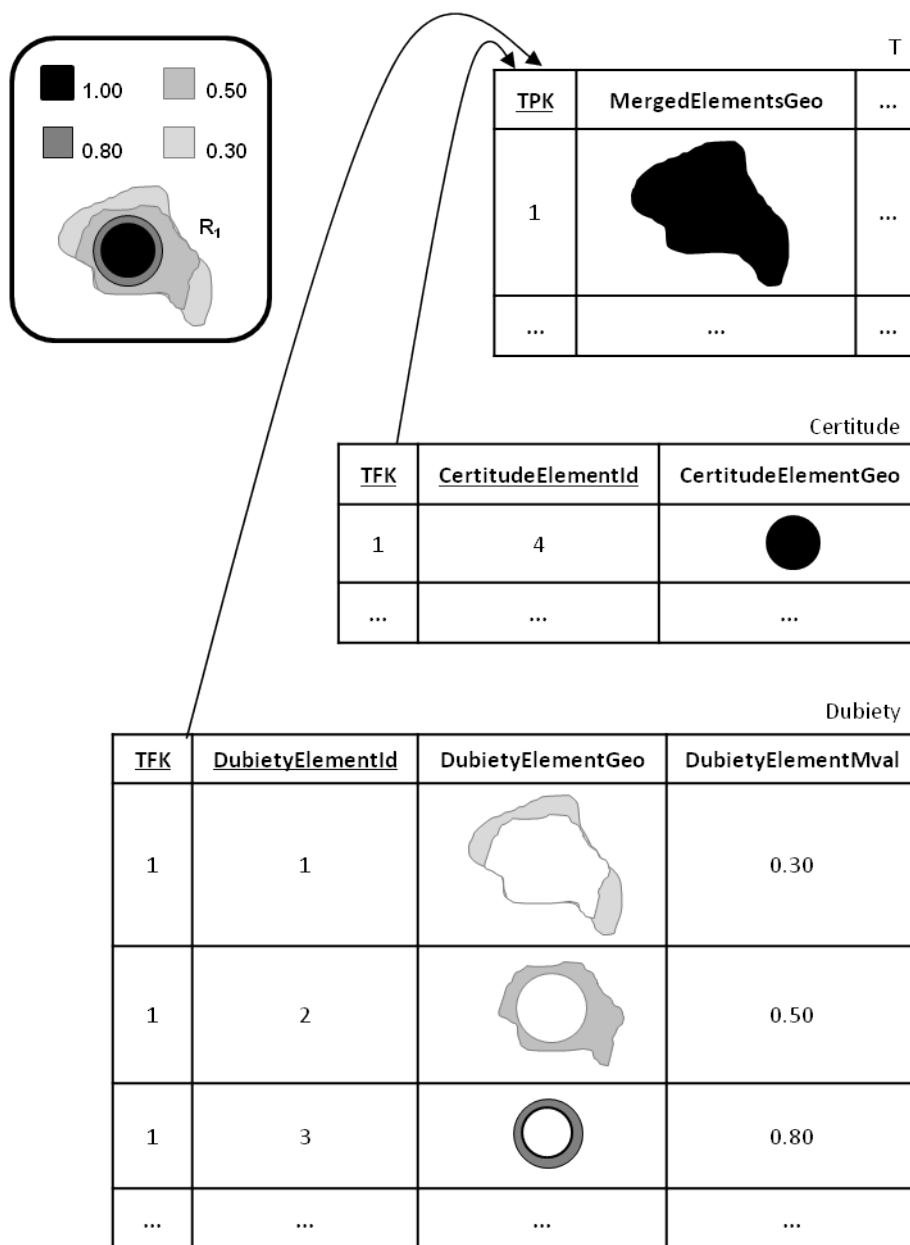 1.00 0.50
0.80 0.30
R₁
T
TPK MergedElementsGeo ...
1 ...
... ... ...
Certitude
TFK CertitudeElementId CertitudeElementGeo
1 4
... ... ...
Dubiety
TFK DubietyElementId DubietyElementGeo DubietyElementMval
1 1 0.30
1 2 0.50
1 3 0.80
... ... ... ...